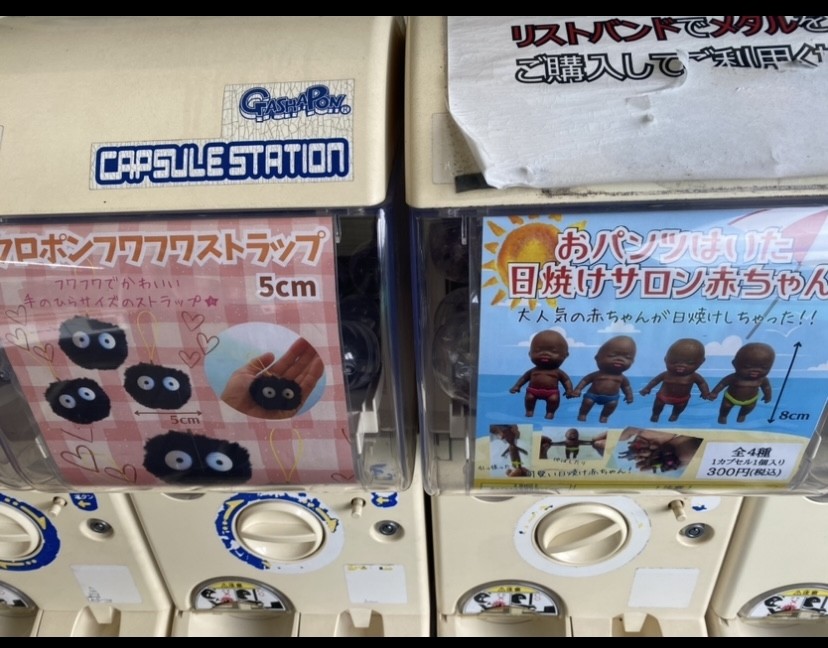 GASHAPON
CAPSULE STATION
リストバンドでメダルを
ご購入してご利用く
クロポンフワフワストラップ
5cm
フワフワでかわいい
手のひらサイズのストラップ
5cm
おパンツはいた
日焼けサロン赤ちゃん
大人気の赤ちゃんが日焼けしちゃった!!
8cm
全4種
1カプセル1個入り
300円(税込)